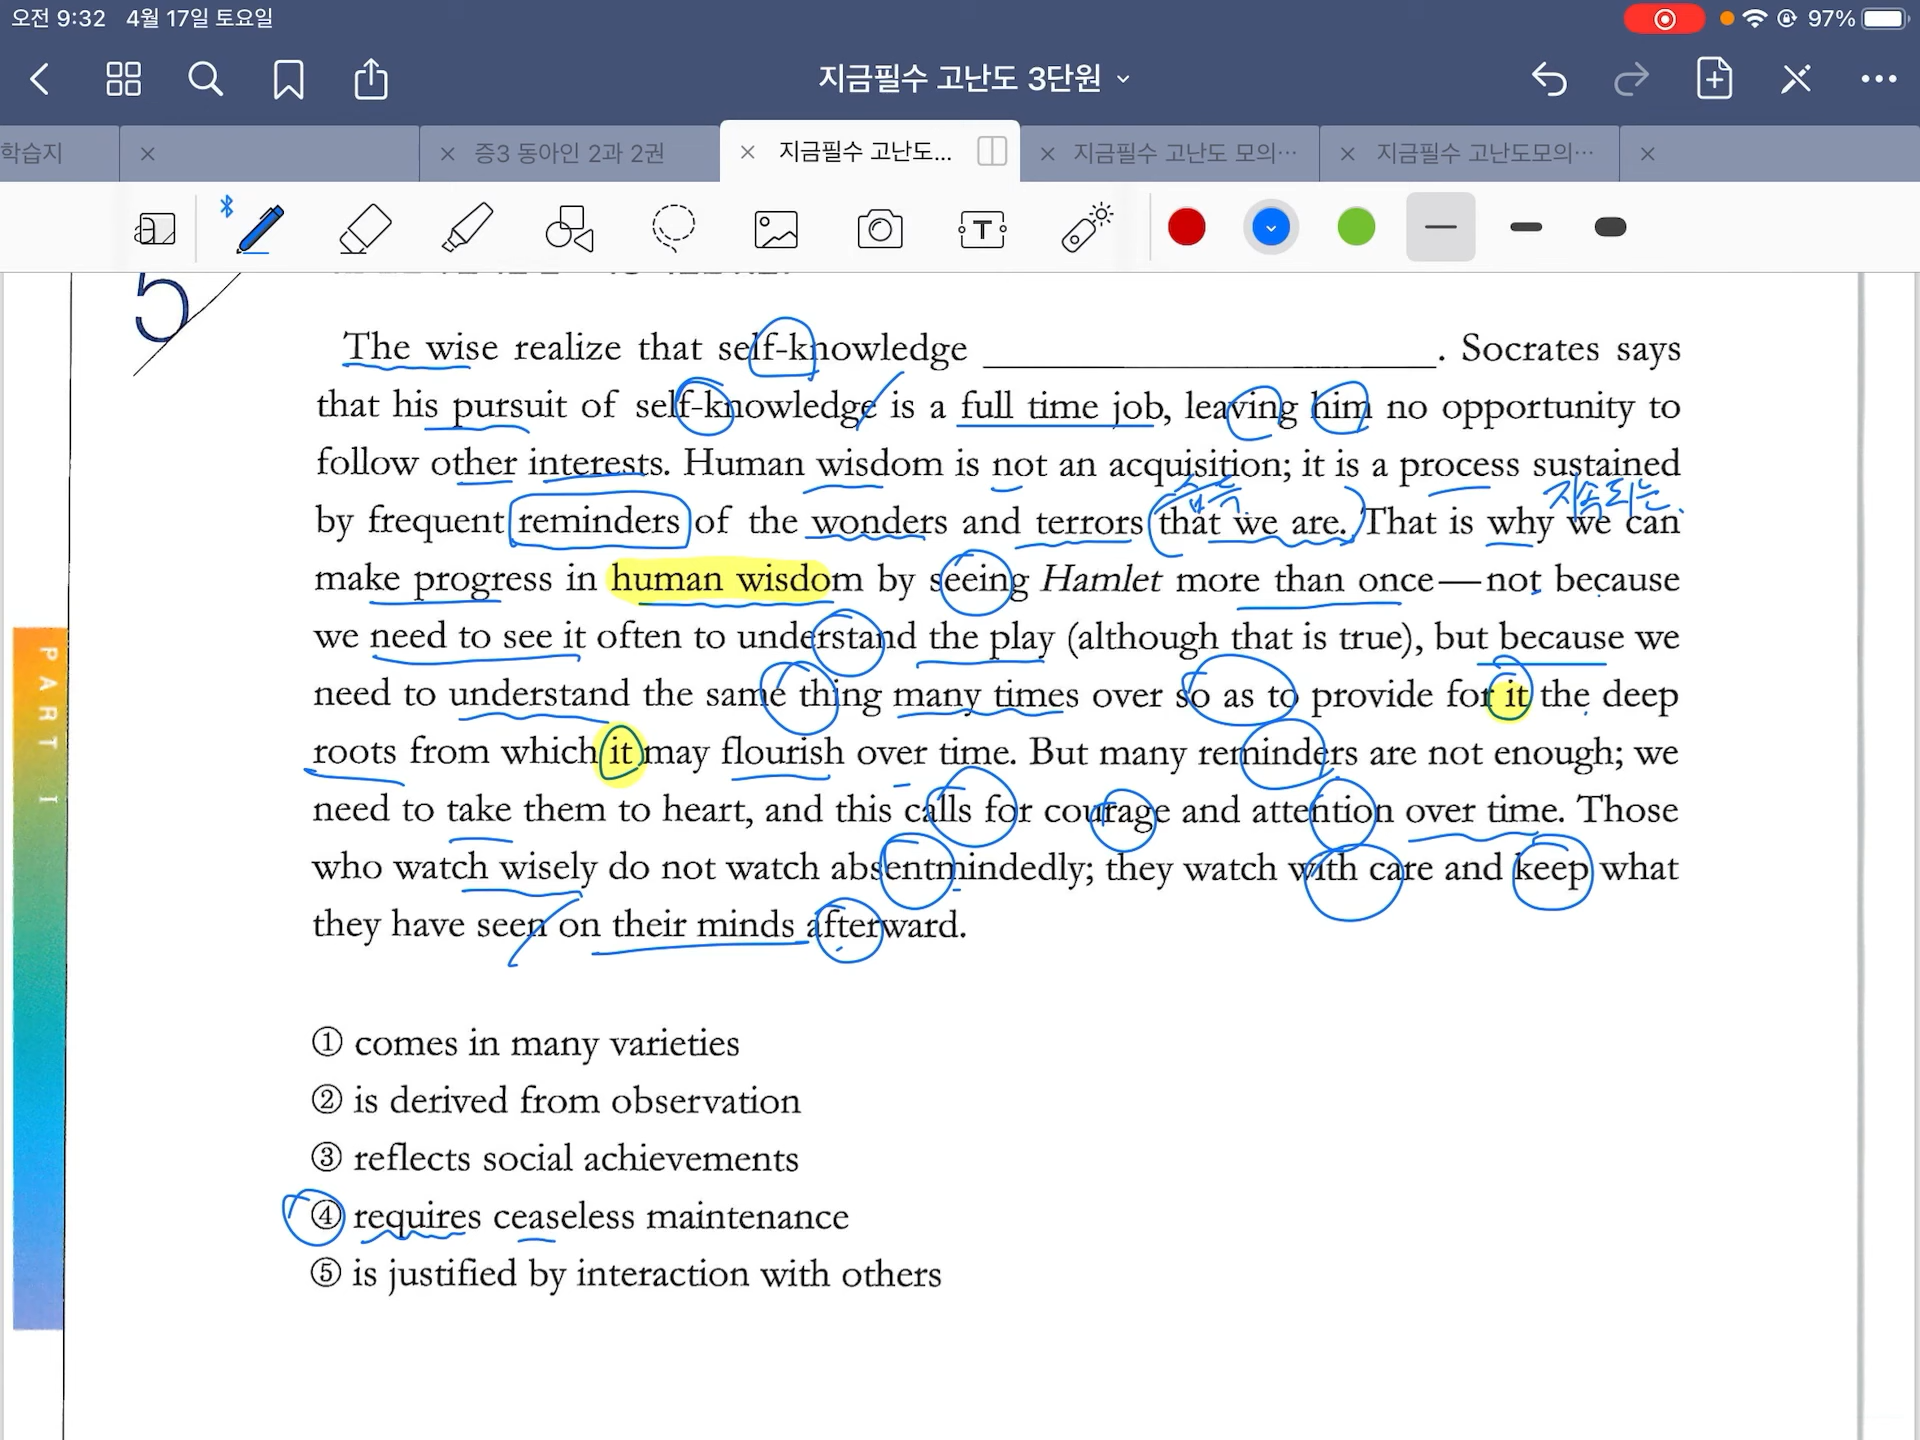 오전 9:32 4월 17일 토요일 97%
지금필수 고난도 3단원
학습지 중3 동아인 2과 2권 지금필수 고난도... 지금필수 고난도 모의... 지금필수 고난도모의...
5
The wise realize that self-knowledge ____________________. Socrates says
that his pursuit of self-knowledge is a full time job, leaving him no opportunity to
follow other interests. Human wisdom is not an acquisition; it is a process sustained
습득 지속되는
by frequent reminders of the wonders and terrors that we are. That is why we can
make progress in human wisdom by seeing Hamlet more than once—not because
we need to see it often to understand the play (although that is true), but because we
need to understand the same thing many times over so as to provide for it the deep
roots from which it may flourish over time. But many reminders are not enough; we
need to take them to heart, and this calls for courage and attention over time. Those
who watch wisely do not watch absentmindedly; they watch with care and keep what
they have seen on their minds afterward.
① comes in many varieties
② is derived from observation
③ reflects social achievements
④ requires ceaseless maintenance
⑤ is justified by interaction with others
PART I